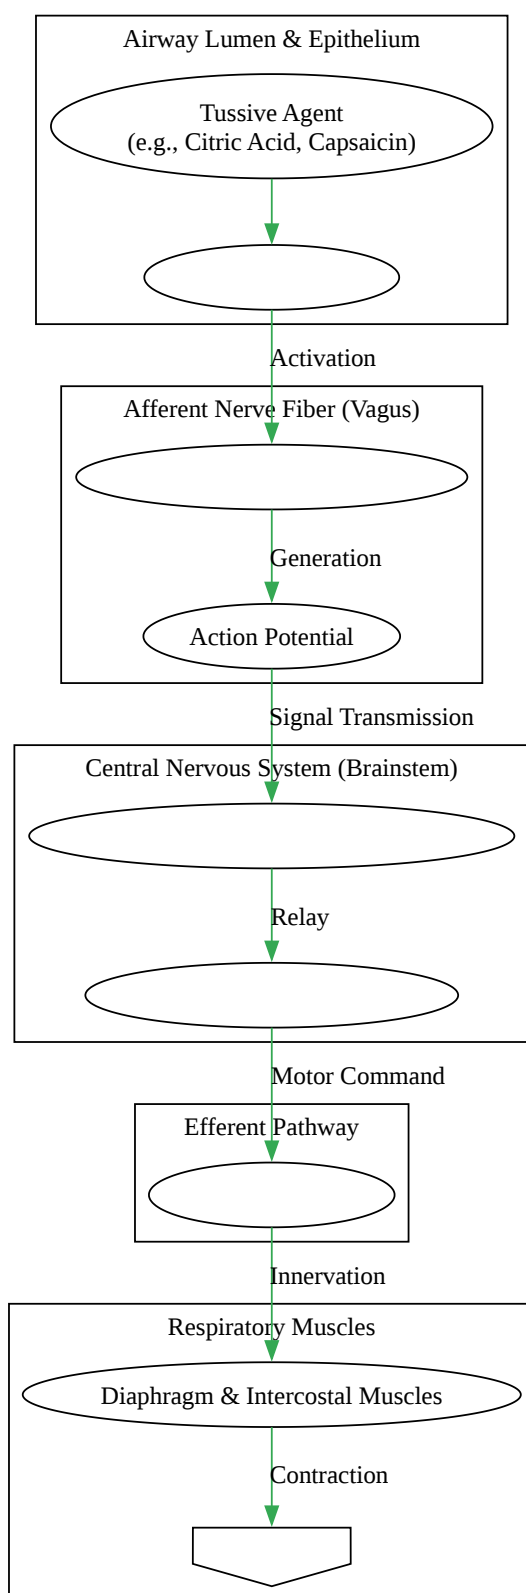 Airway Lumen & Epithelium
Tussive Agent
(e.g., Citric Acid, Capsaicin)
Activation
Afferent Nerve Fiber (Vagus)
Generation
Action Potential
Signal Transmission
Central Nervous System (Brainstem)
Relay
Motor Command
Efferent Pathway
Innervation
Respiratory Muscles
Diaphragm & Intercostal Muscles
Contraction